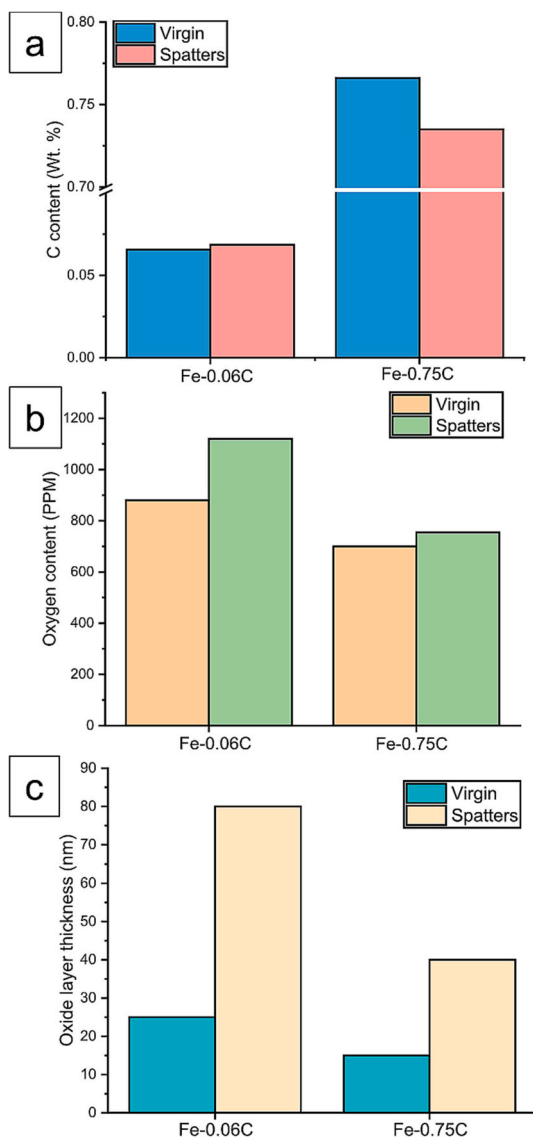 a
Virgin
Spatters
C content (Wt. %)
0.80
0.75
0.70
0.05
0.00
Fe-0.06C
Fe-0.75C
b
Virgin
Spatters
Oxygen content (PPM)
1200
1000
800
600
400
200
0
Fe-0.06C
Fe-0.75C
c
Virgin
Spatters
Oxide layer thickness (nm)
90
80
70
60
50
40
30
20
10
0
Fe-0.06C
Fe-0.75C